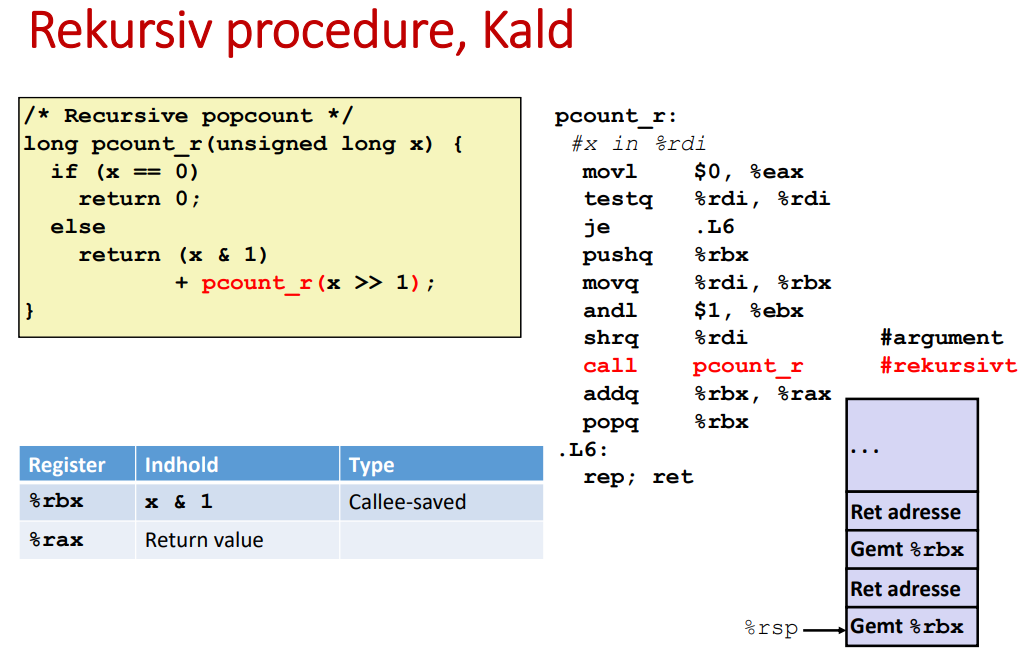 Rekursiv procedure, Kald
/* Recursive popcount */
long pcount_r(unsigned long x) {
  if (x == 0)
    return 0;
  else
    return (x & 1)
           + pcount_r(x >> 1);
}
pcount_r:
 #x in %rdi
  movl    $0, %eax
  testq   %rdi, %rdi
  je      .L6
  pushq   %rbx
  movq    %rdi, %rbx
  andl    $1, %ebx
  shrq    %rdi       #argument
  call    pcount_r   #rekursivt
  addq    %rbx, %rax
  popq    %rbx
.L6:
  rep; ret
Register Indhold Type
%rbx x & 1 Callee-saved
%rax Return value
...
Ret adresse
Gemt %rbx
Ret adresse
%rsp Gemt %rbx